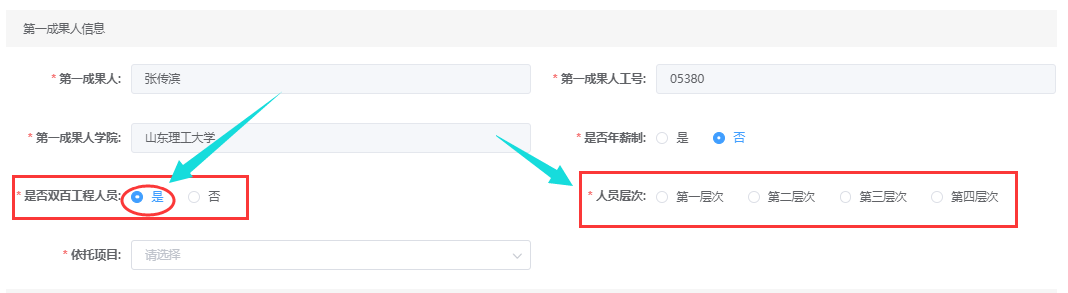 第一成果人信息
* 第一成果人: 张传滨 * 第一成果人工号: 05380
* 第一成果人学院: 山东理工大学 * 是否年薪制: 是 否
* 是否双百工程人员: 是 否 * 人员层次: 第一层次 第二层次 第三层次 第四层次
* 依托项目: 请选择